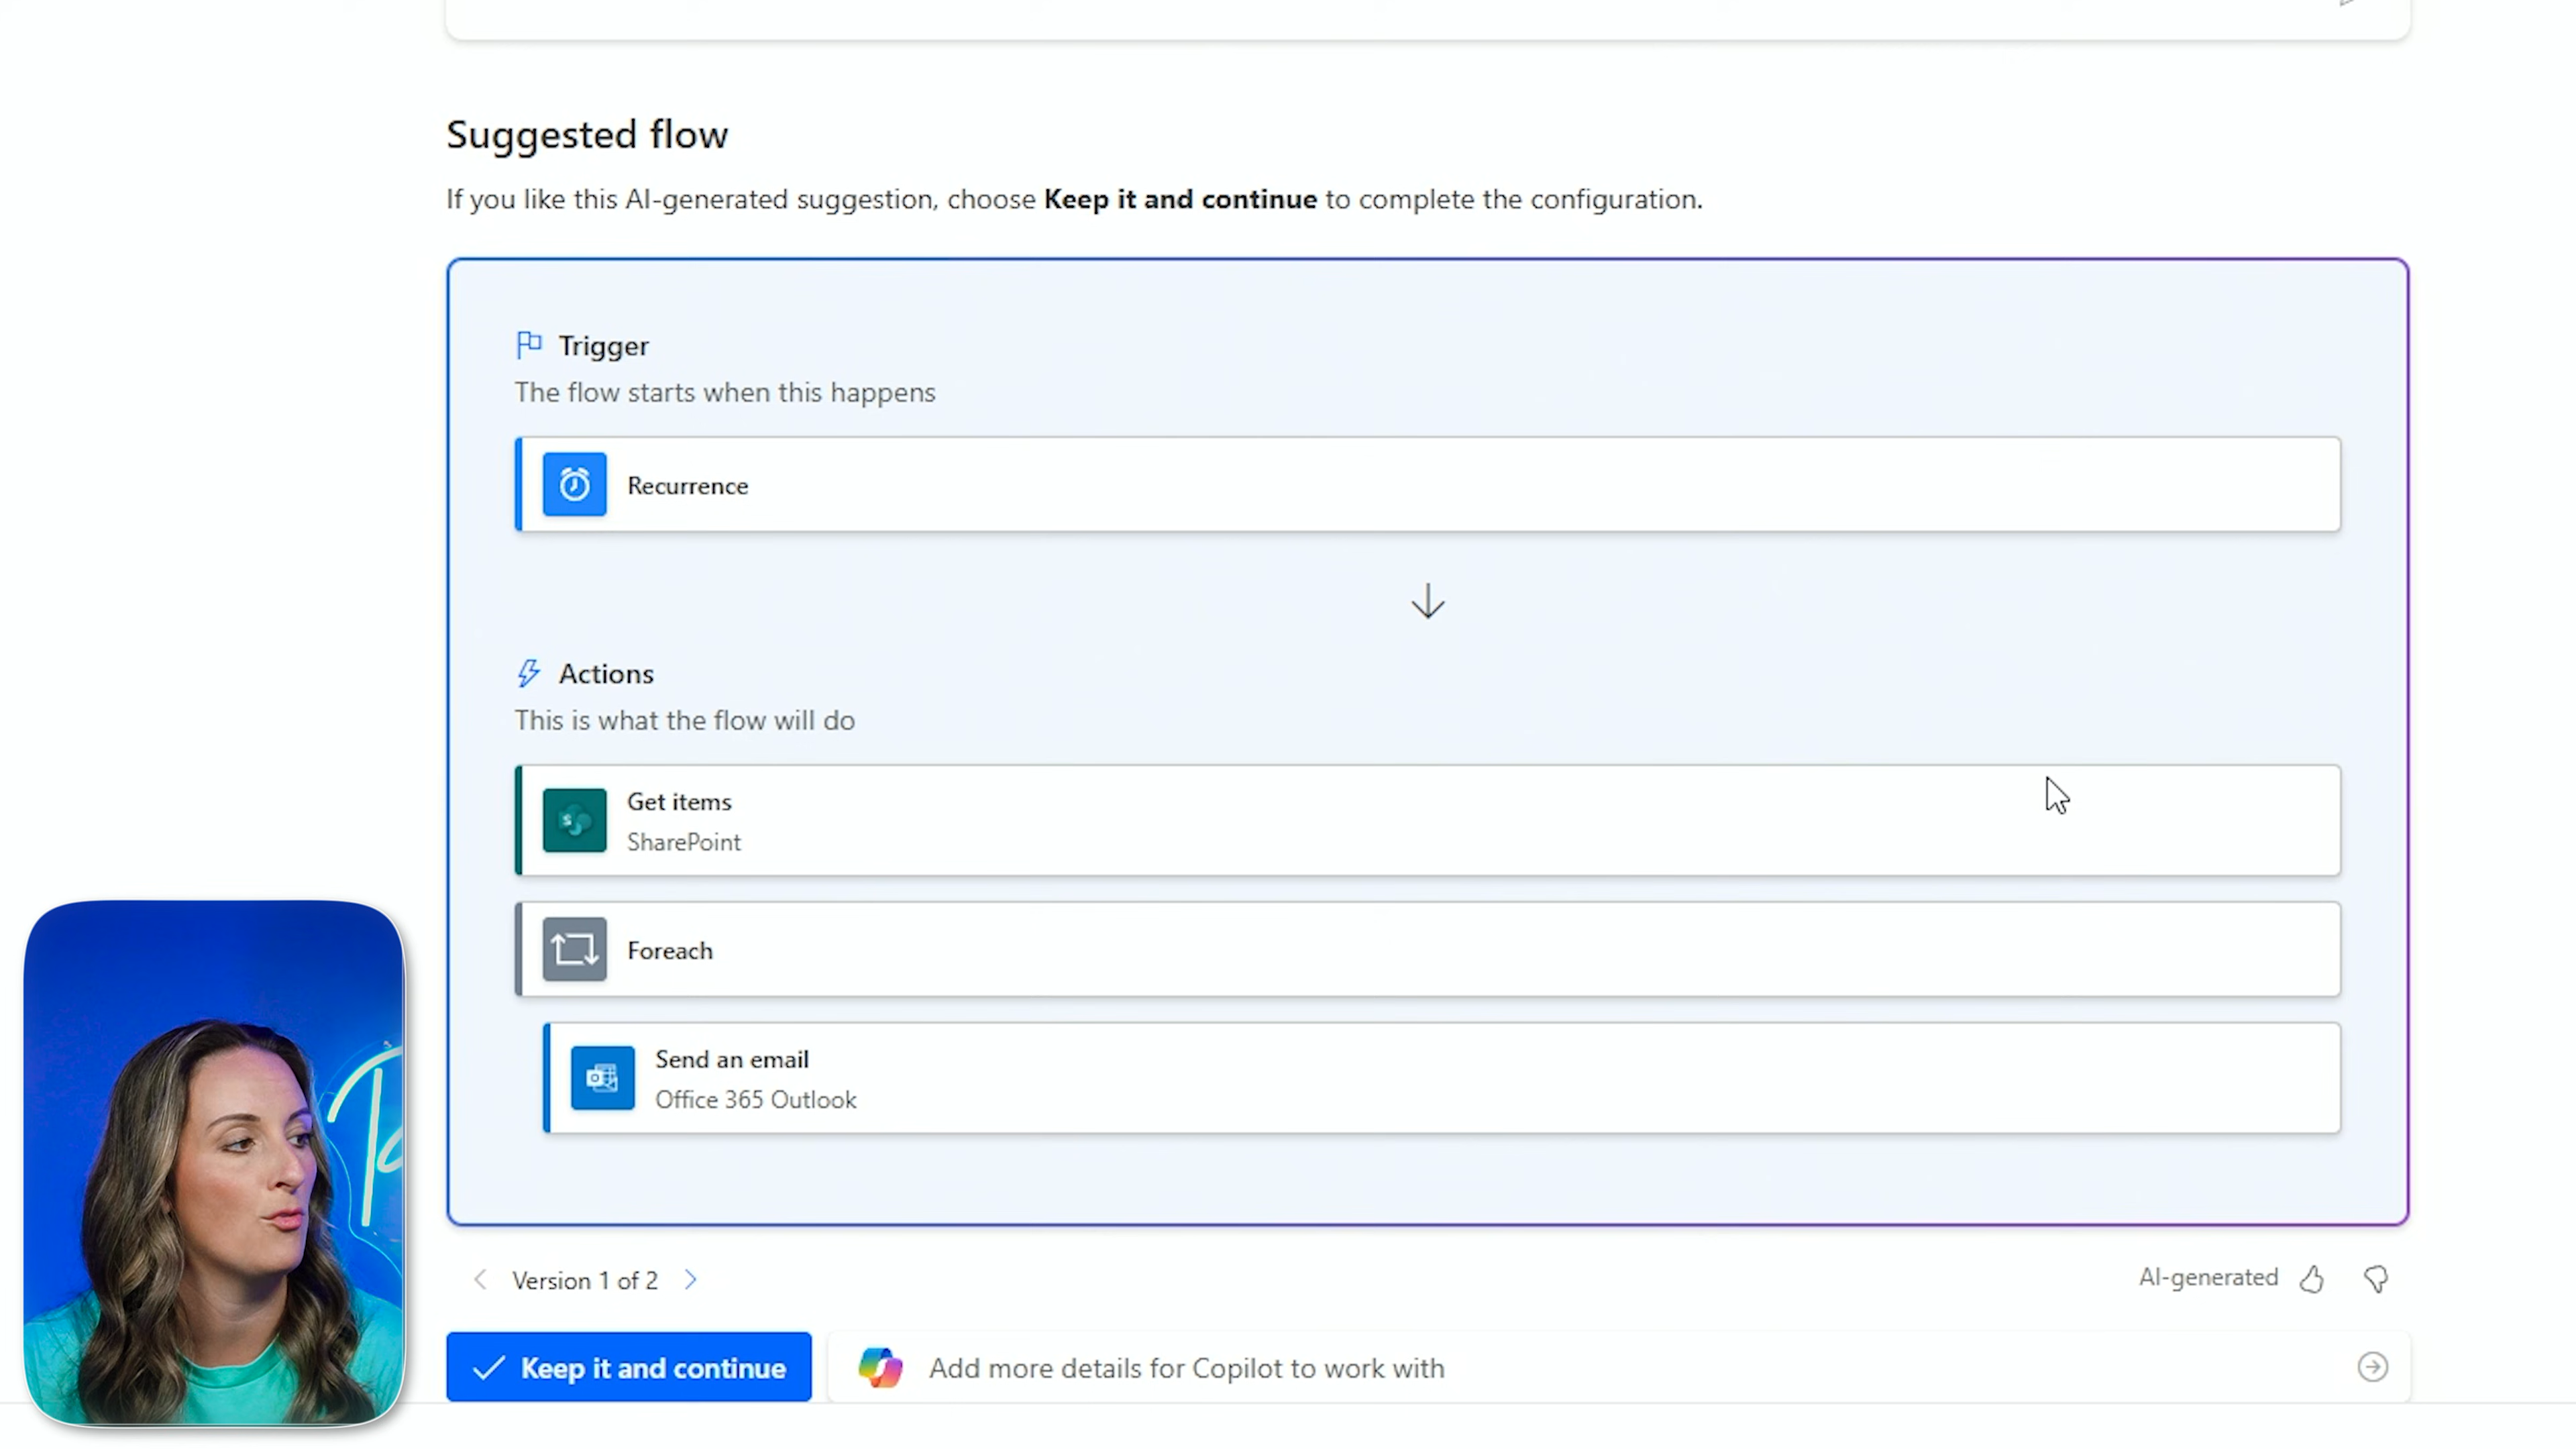 Suggested flow
If you like this AI-generated suggestion, choose Keep it and continue to complete the configuration.
Trigger
The flow starts when this happens
Recurrence
Actions
This is what the flow will do
Get items
SharePoint
Foreach
Send an email
Office 365 Outlook
Version 1 of 2
AI-generated
Keep it and continue
Add more details for Copilot to work with